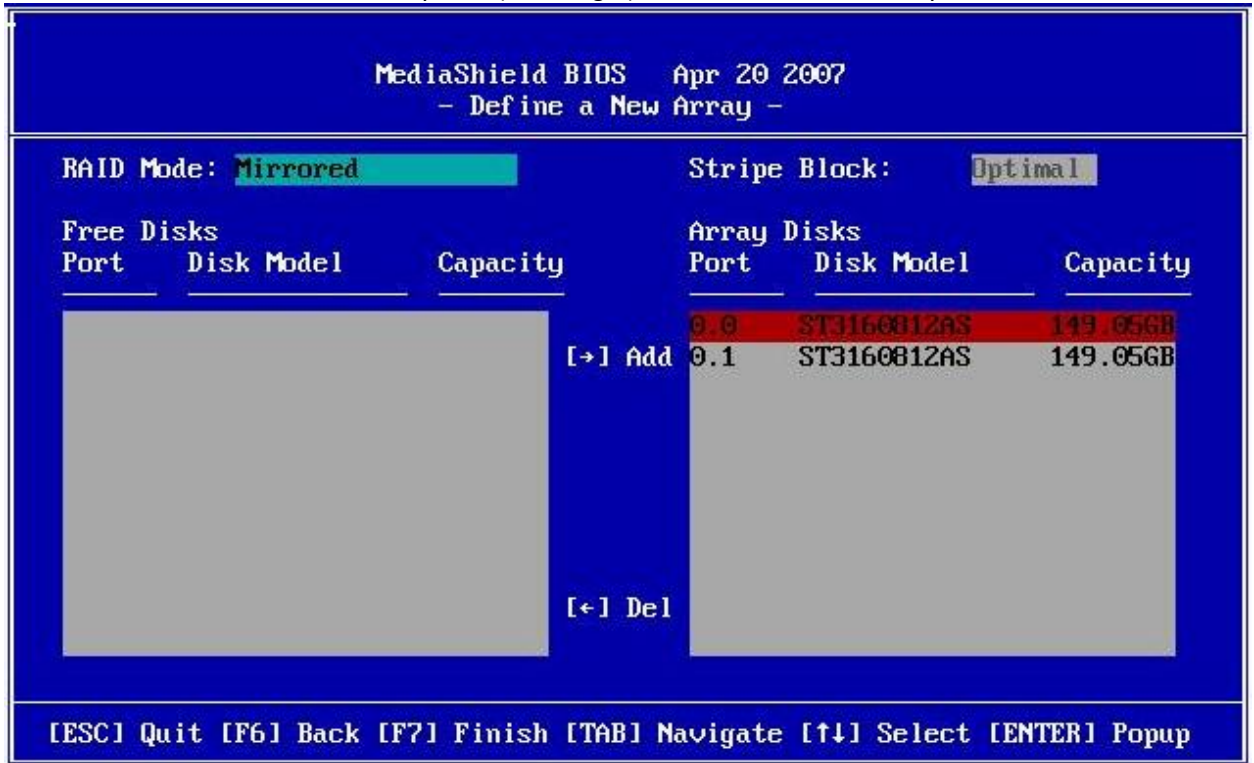 MediaShield BIOS Apr 20 2007
- Define a New Array -
RAID Mode: Mirrored
Stripe Block: Optimal
Free Disks
Port Disk Model Capacity
Array Disks
Port Disk Model Capacity
0.0 ST3160812AS 149.05GB
[→] Add
0.1 ST3160812AS 149.05GB
[←] Del
[ESC] Quit [F6] Back [F7] Finish [TAB] Navigate [↑↓] Select [ENTER] Popup